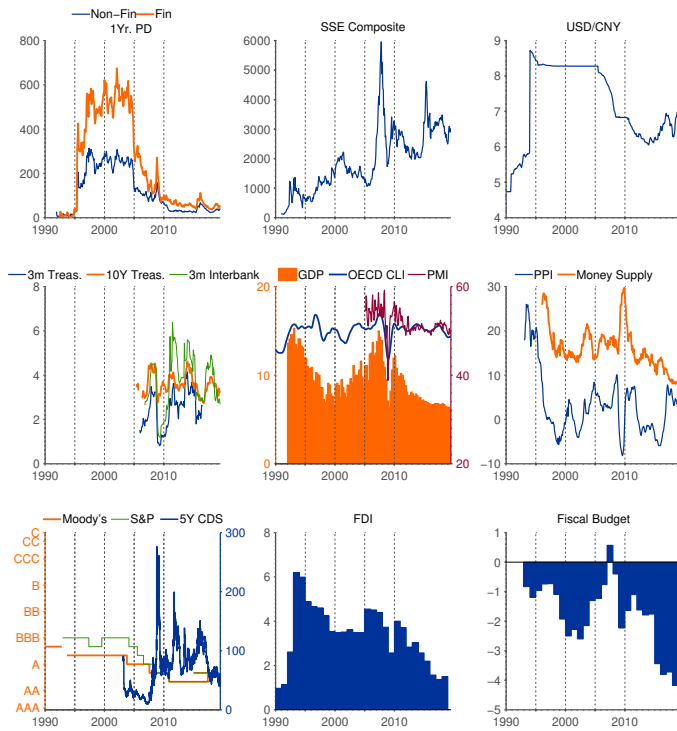 Non-Fin Fin
1Yr. PD
SSE Composite
USD/CNY
800
600
400
200
0
1990 2000 2010
6000
5000
4000
3000
2000
1000
0
1990 2000 2010
9
8
7
6
5
4
1990 2000 2010
3m Treas. 10Y Treas. 3m Interbank
8
6
4
2
0
1990 2000 2010
GDP OECD CLI PMI
20
10
0
60
40
20
1990 2000 2010
PPI Money Supply
30
20
10
0
−10
1990 2000 2010
Moody's S&P 5Y CDS
C
CC
CCC
B
BB
BBB
A
AA
AAA
300
200
100
0
1990 2000 2010
FDI
8
6
4
2
0
1990 2000 2010
Fiscal Budget
1
0
−1
−2
−3
−4
−5
1990 2000 2010